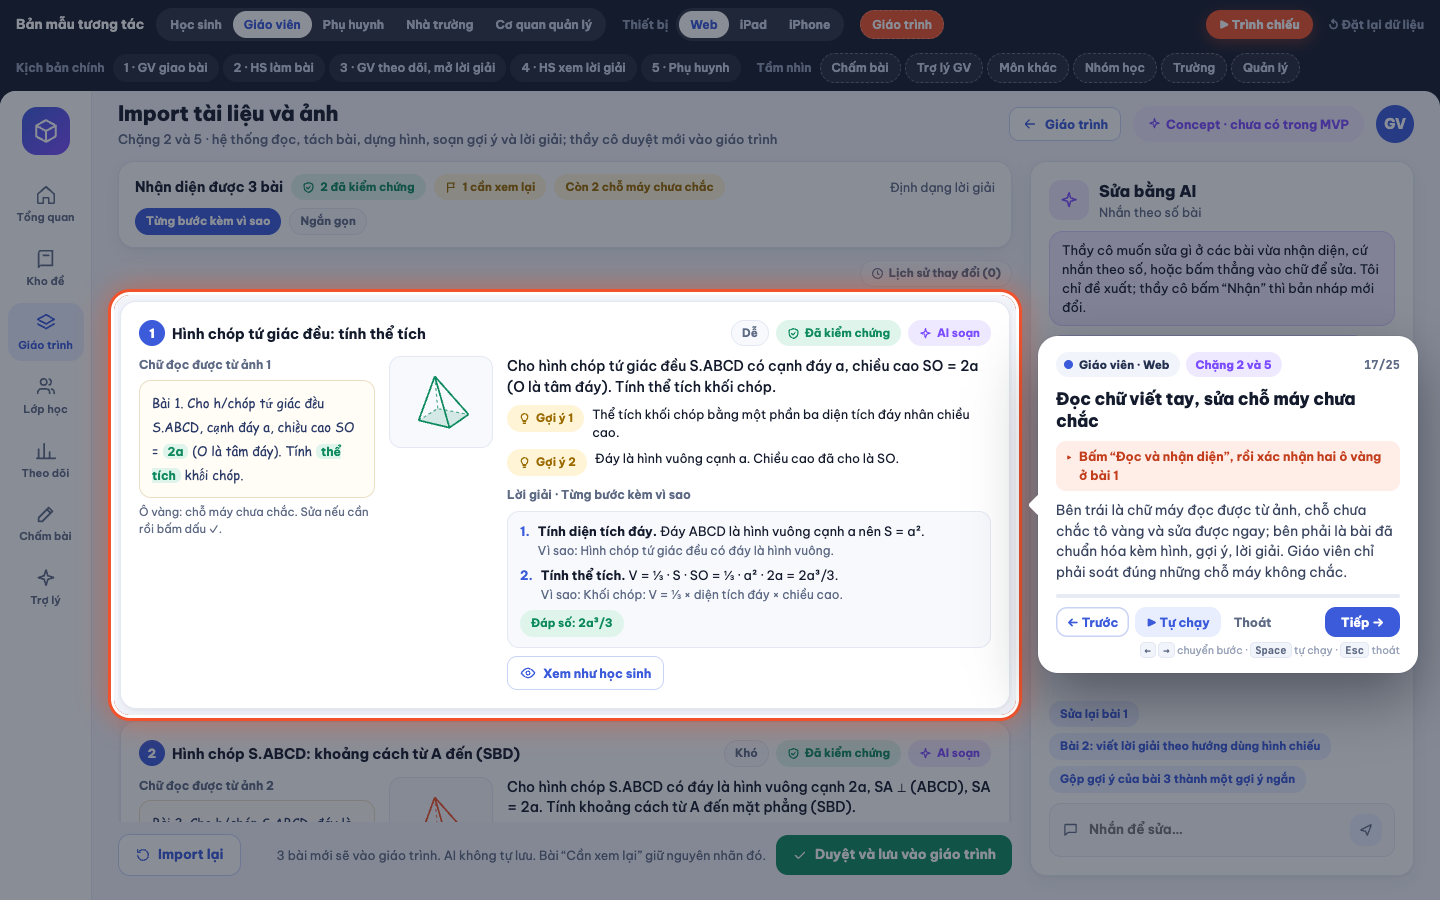 Bản mẫu tương tác
Học sinh
Giáo viên
Phụ huynh
Nhà trường
Cơ quan quản lý
Thiết bị
Web
iPad
iPhone
Giáo trình
Trình chiếu
Đặt lại dữ liệu
Kịch bản chính
1 · GV giao bài
2 · HS làm bài
3 · GV theo dõi, mở lời giải
4 · HS xem lời giải
5 · Phụ huynh
Tầm nhìn
Chấm bài
Trợ lý GV
Môn khác
Nhóm học
Trường
Quản lý
Tổng quan
Kho đề
Giáo trình
Lớp học
Theo dõi
Chấm bài
Trợ lý
Import tài liệu và ảnh
Chặng 2 và 5 · hệ thống đọc, tách bài, dựng hình, soạn gợi ý và lời giải; thầy cô duyệt mới vào giáo trình
← Giáo trình
Concept · chưa có trong MVP
GV
Nhận diện được 3 bài
2 đã kiểm chứng
1 cần xem lại
Còn 2 chỗ máy chưa chắc
Định dạng lời giải
Từng bước kèm vì sao
Ngắn gọn
Lịch sử thay đổi (0)
1 Hình chóp tứ giác đều: tính thể tích
Dễ
Đã kiểm chứng
AI soạn
Chữ đọc được từ ảnh 1
Bài 1. Cho h/chóp tứ giác đều
S.ABCD, cạnh đáy a, chiều cao SO
= 2a (O là tâm đáy). Tính thể
tích khối chóp.
Ô vàng: chỗ máy chưa chắc. Sửa nếu cần
rồi bấm dấu ✓.
Cho hình chóp tứ giác đều S.ABCD có cạnh đáy a, chiều cao SO = 2a
(O là tâm đáy). Tính thể tích khối chóp.
Gợi ý 1
Thể tích khối chóp bằng một phần ba diện tích đáy nhân chiều
cao.
Gợi ý 2
Đáy là hình vuông cạnh a. Chiều cao đã cho là SO.
Lời giải · Từng bước kèm vì sao
1. Tính diện tích đáy. Đáy ABCD là hình vuông cạnh a nên S = a².
Vì sao: Hình chóp tứ giác đều có đáy là hình vuông.
2. Tính thể tích. V = ⅓ · S · SO = ⅓ · a² · 2a = 2a³/3.
Vì sao: Khối chóp: V = ⅓ × diện tích đáy × chiều cao.
Đáp số: 2a³/3
Xem như học sinh
2 Hình chóp S.ABCD: khoảng cách từ A đến (SBD)
Khó
Đã kiểm chứng
AI soạn
Chữ đọc được từ ảnh 2
Cho hình chóp S.ABCD có đáy là hình vuông cạnh 2a, SA ⊥ (ABCD), SA
= 2a. Tính khoảng cách từ A đến mặt phẳng (SBD).
Import lại
3 bài mới sẽ vào giáo trình. AI không tự lưu. Bài “Cần xem lại” giữ nguyên nhãn đó.
Duyệt và lưu vào giáo trình
Sửa bằng AI
Nhắn theo số bài
Thầy cô muốn sửa gì ở các bài vừa nhận diện, cứ
nhắn theo số, hoặc bấm thẳng vào chữ để sửa. Tôi
chỉ đề xuất; thầy cô bấm “Nhận” thì bản nháp mới
đổi.
Giáo viên · Web
Chặng 2 và 5
17/25
Đọc chữ viết tay, sửa chỗ máy chưa
chắc
Bấm “Đọc và nhận diện”, rồi xác nhận hai ô vàng
ở bài 1
Bên trái là chữ máy đọc được từ ảnh, chỗ chưa
chắc tô vàng và sửa được ngay; bên phải là bài đã
chuẩn hóa kèm hình, gợi ý, lời giải. Giáo viên chỉ
phải soát đúng những chỗ máy không chắc.
← Trước
Tự chạy
Thoát
Tiếp →
← → chuyển bước · Space tự chạy · Esc thoát
Sửa lại bài 1
Bài 2: viết lời giải theo hướng dùng hình chiếu
Gộp gợi ý của bài 3 thành một gợi ý ngắn
Nhắn để sửa...